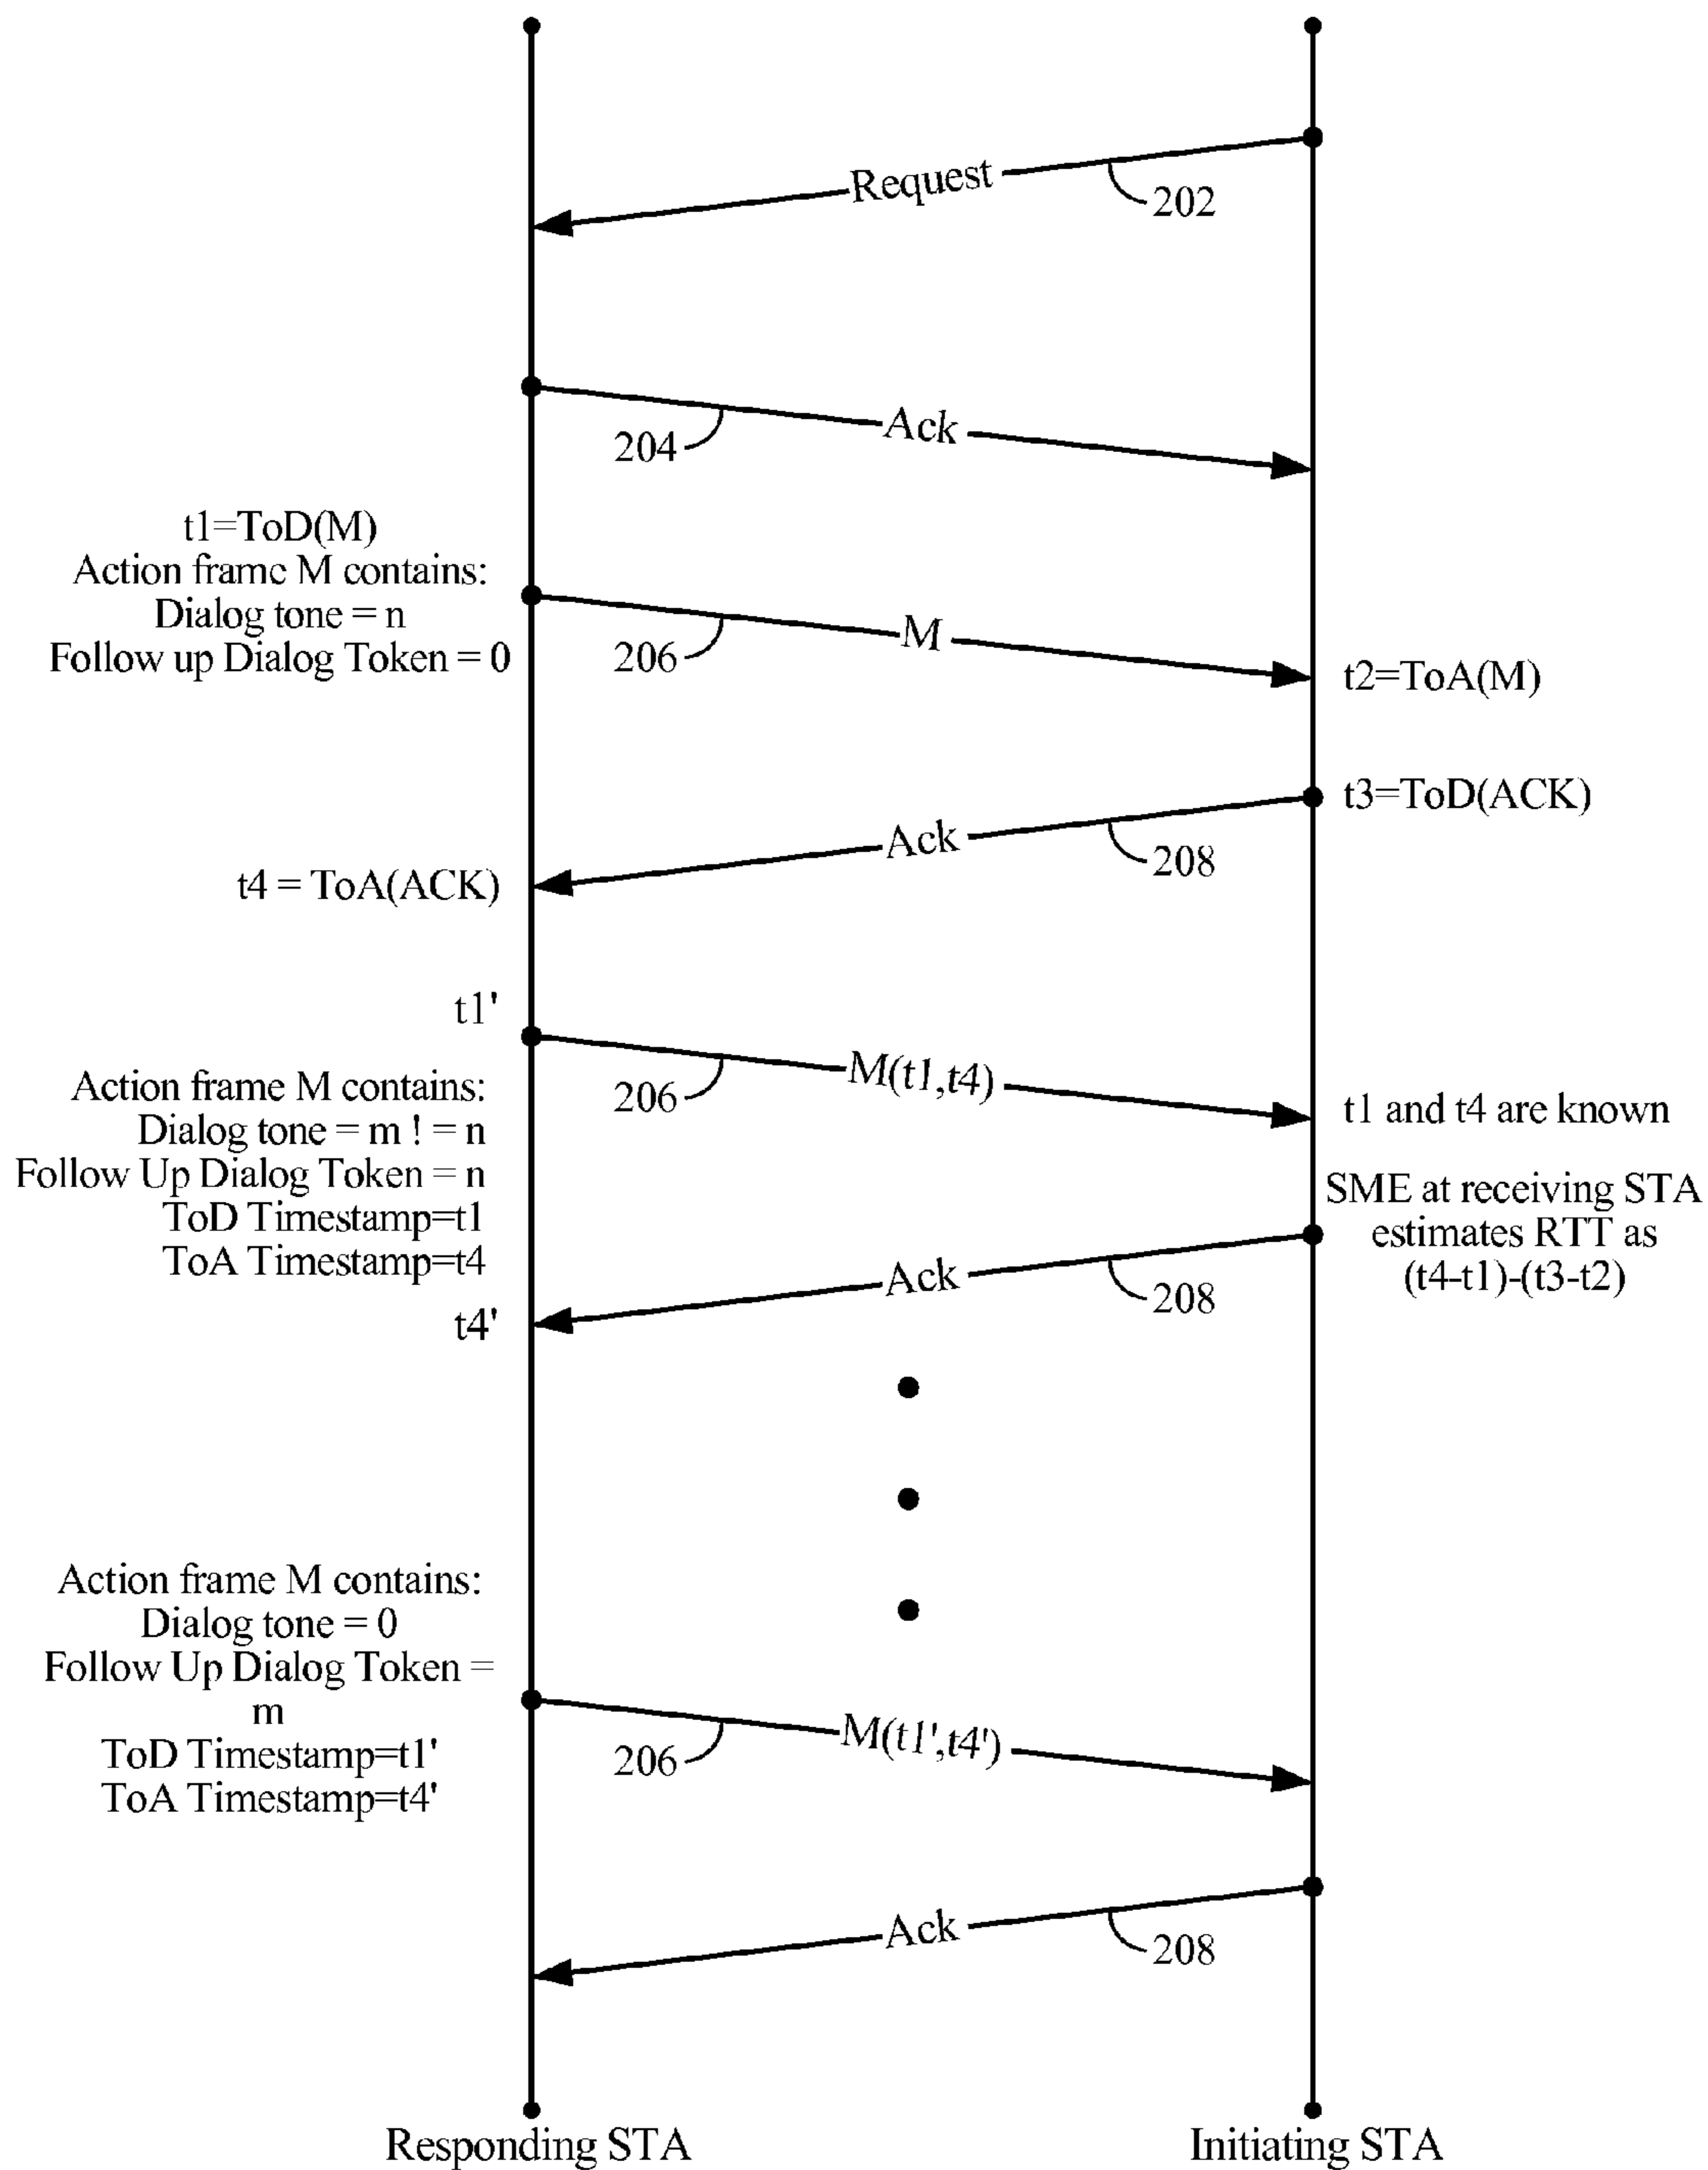 Request
202
Ack
204
t1=ToD(M)
Action frame M contains:
Dialog tone = n
Follow up Dialog Token = 0
M
206
t2=ToA(M)
t3=ToD(ACK)
Ack
208
t4 = ToA(ACK)
t1'
M(t1,t4)
206
Action frame M contains:
Dialog tone = m ! = n
Follow Up Dialog Token = n
ToD Timestamp=t1
ToA Timestamp=t4
t1 and t4 are known
SME at receiving STA
estimates RTT as
(t4-t1)-(t3-t2)
Ack
208
t4'
Action frame M contains:
Dialog tone = 0
Follow Up Dialog Token =
m
ToD Timestamp=t1'
ToA Timestamp=t4'
M(t1',t4')
206
Ack
208
Responding STA
Initiating STA